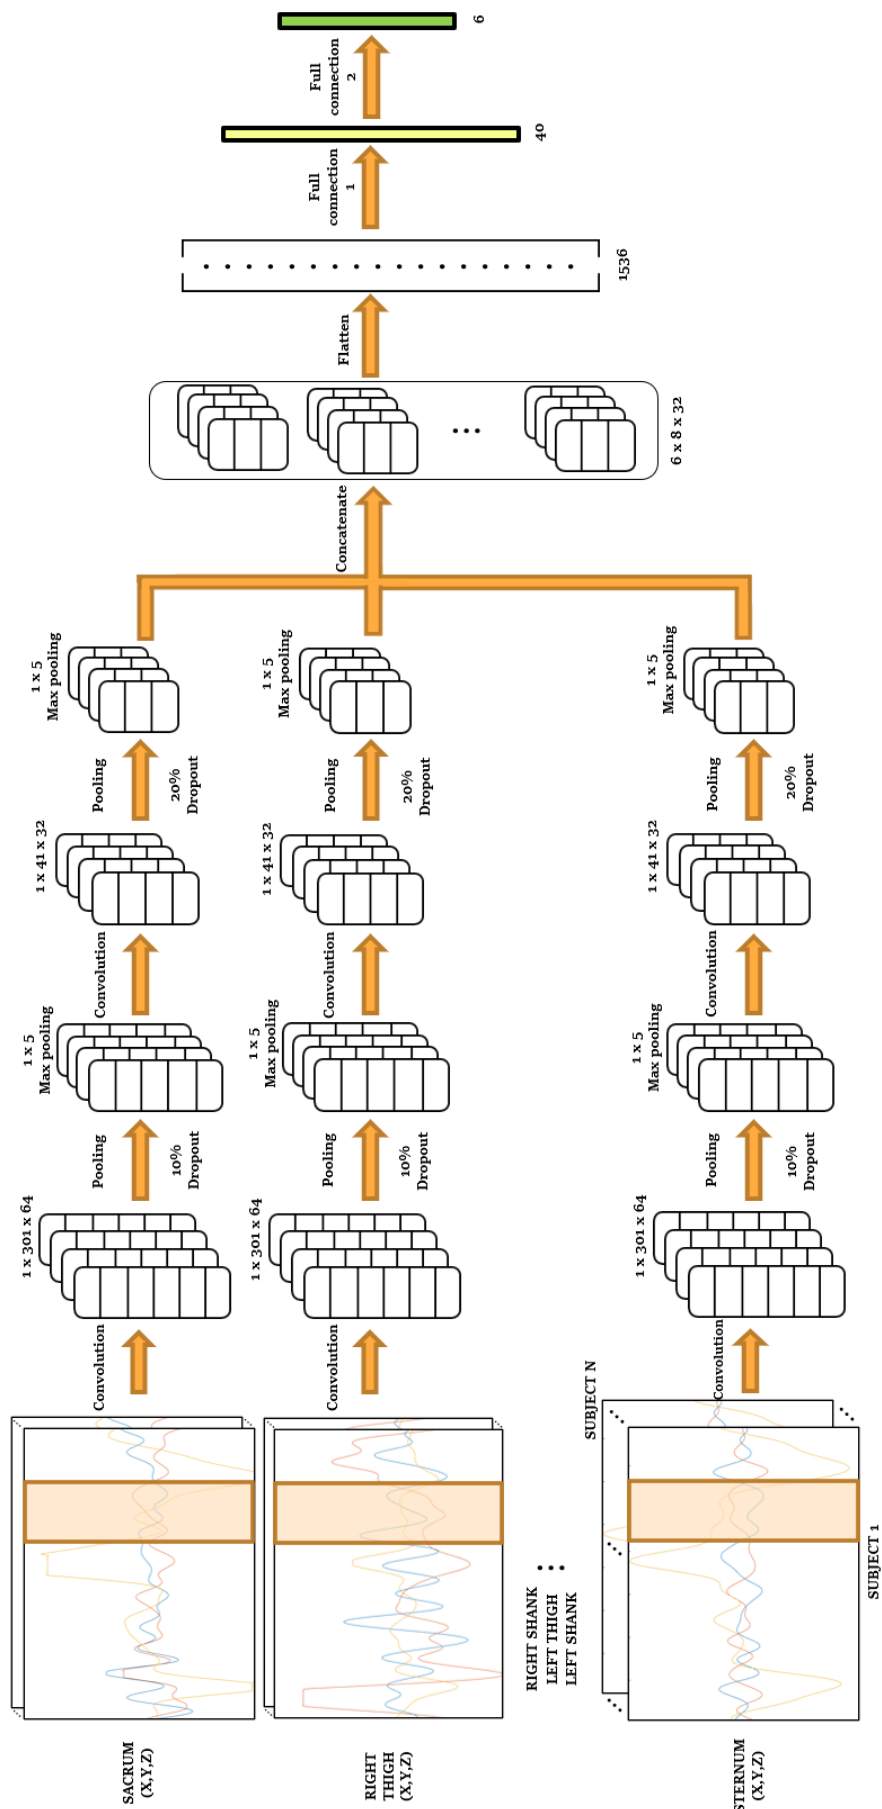 SACRUM
(X,Y,Z)
Convolution
1 x 301 x 64
Pooling
10%
Dropout
1 x 5
Max pooling
Convolution
1 x 41 x 32
Pooling
20%
Dropout
1 x 5
Max pooling
RIGHT
THIGH
(X,Y,Z)
Convolution
1 x 301 x 64
Pooling
10%
Dropout
1 x 5
Max pooling
Convolution
1 x 41 x 32
Pooling
20%
Dropout
1 x 5
Max pooling
RIGHT SHANK
LEFT THIGH
LEFT SHANK
...
STERNUM
(X,Y,Z)
SUBJECT N
SUBJECT 1
Convolution
1 x 301 x 64
Pooling
10%
Dropout
1 x 5
Max pooling
Convolution
1 x 41 x 32
Pooling
20%
Dropout
1 x 5
Max pooling
Concatenate
...
6 x 8 x 32
Flatten
1536
Full
connection
1
40
Full
connection
2
6